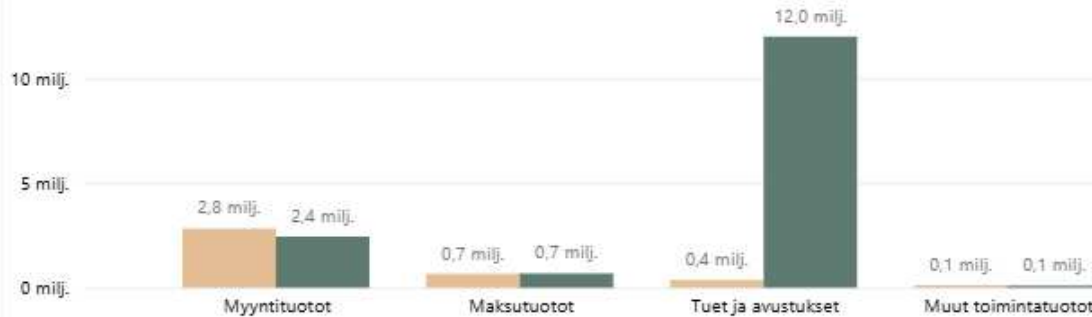 12,0 milj.
10 milj.
5 milj.
2,8 milj.
2,4 milj.
0,7 milj.
0,7 milj.
0,4 milj.
0,1 milj.
0,1 milj.
0 milj.
Myyntituotot
Maksutuotot
Tuet ja avustukset
Muut toimintatuotot